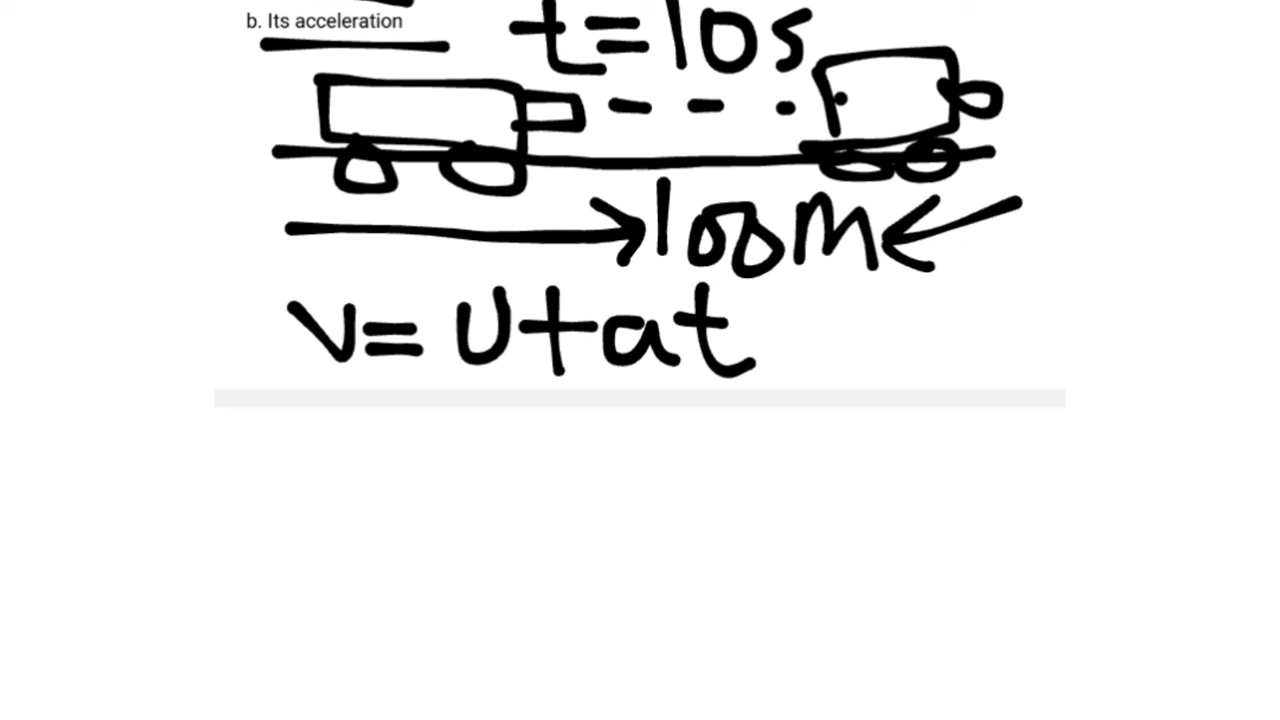 b. Its acceleration
t=10s
100m
v=u+at